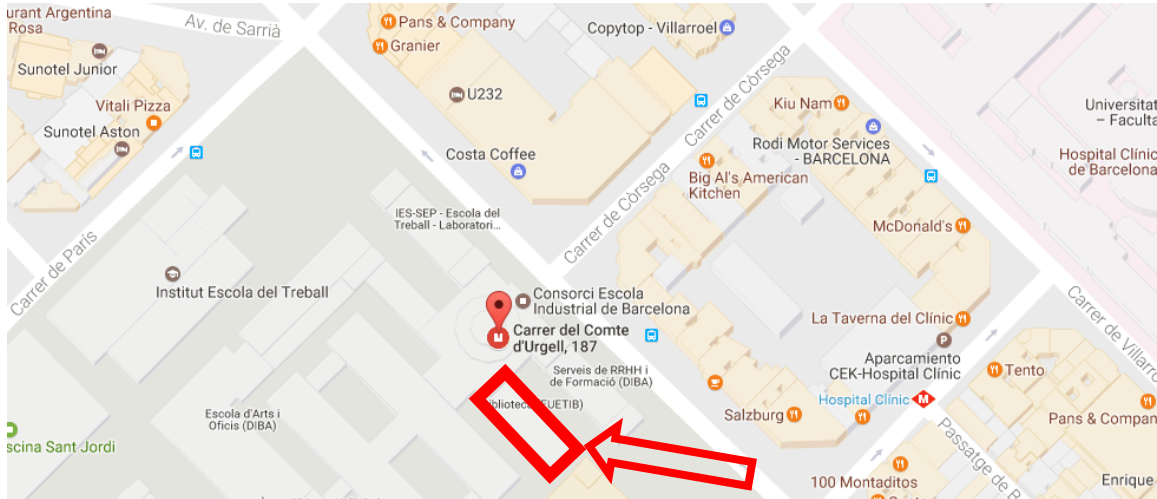 urant Argentina
Rosa
Av. de Sarrià
Pans & Company
Granier
Copytop - Villarroel
Sunotel Junior
U232
Carrer de Còrsega
Kiu Nam
Universitat
– Faculta
Vitali Pizza
Sunotel Aston
Rodi Motor Services
- BARCELONA
Costa Coffee
Hospital Clínic
de Barcelona
Big Al's American
Kitchen
Carrer de Còrsega
IES-SEP - Escola del
Treball - Laboratori...
McDonald's
Carrer de París
Institut Escola del Treball
Consorci Escola
Industrial de Barcelona
Carrer del Comte
d'Urgell, 187
La Taverna del Clínic
Carrer de Villarro
P
Aparcamiento
CEK-Hospital Clínic
Serveis de RRHH i
de Formació (DIBA)
Tento
Hospital Clínic
M
Escola d'Arts i
Oficis (DIBA)
Salzburg
Pans & Compan
scina Sant Jordi
Passatge de
100 Montaditos
Enrique